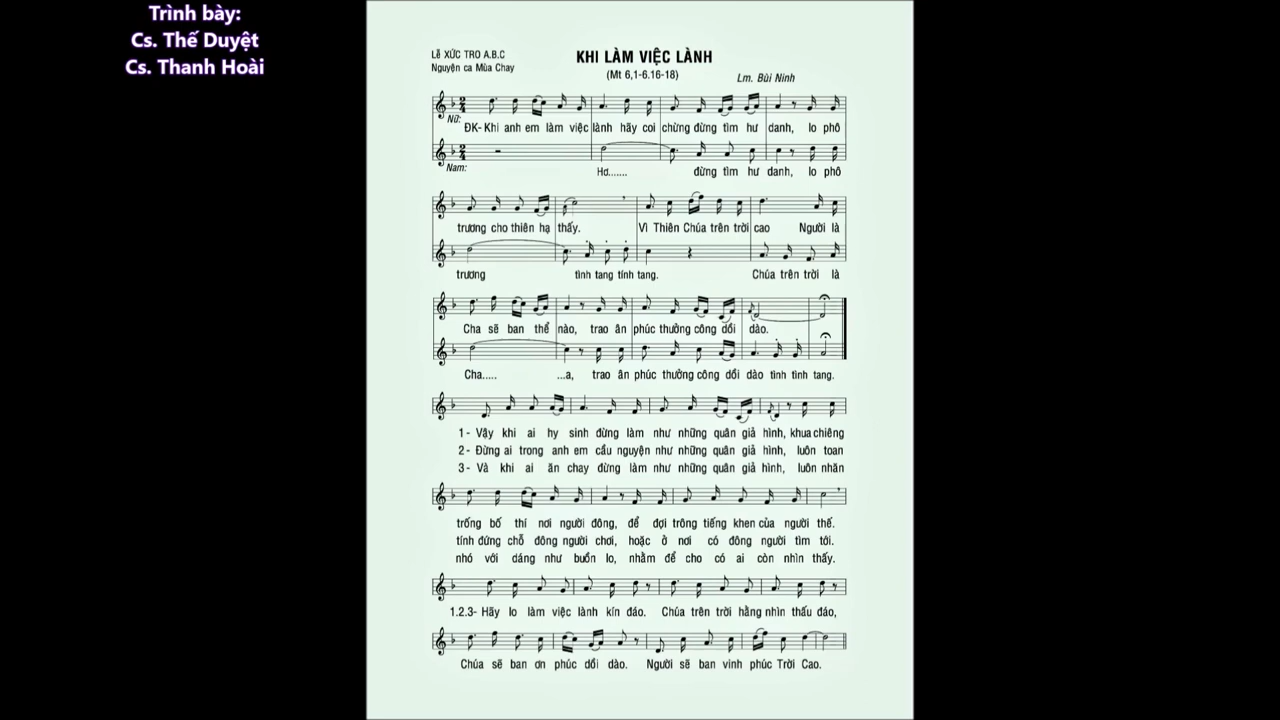 Trình bày:
Cs. Thế Duyệt
Cs. Thanh Hoài
Lễ XỨC TRO A.B.C
Nguyện ca Mùa Chay
KHI LÀM VIỆC LÀNH
(Mt 6,1-6.16-18)
Lm. Bùi Ninh
Nữ:
ĐK- Khi anh em làm việc lành hãy coi chừng đừng tìm hư danh, lo phô
Nam:
Hơ....... đừng tìm hư danh, lo phô
trương cho thiên hạ thấy. Vì Thiên Chúa trên trời cao Người là
trương tình tang tính tang. Chúa trên trời là
Cha sẽ ban thể nào, trao ân phúc thưởng công dồi dào.
Cha..... ...a, trao ân phúc thưởng công dồi dào tình tình tang.
1- Vậy khi ai hy sinh đừng làm như những quân giả hình, khua chiêng
2- Đừng ai trong anh em cầu nguyện như những quân giả hình, luôn toan
3- Và khi ai ăn chay đừng làm như những quân giả hình, luôn nhăn
trống bố thí nơi người đông, để đợi trông tiếng khen của người thế.
tính đứng chỗ đông người chơi, hoặc ở nơi có đông người tìm tới.
nhó với dáng như buồn lo, nhằm để cho có ai còn nhìn thấy.
1.2.3- Hãy lo làm việc lành kín đáo. Chúa trên trời hằng nhìn thấu đáo,
Chúa sẽ ban ơn phúc dồi dào. Người sẽ ban vinh phúc Trời Cao.